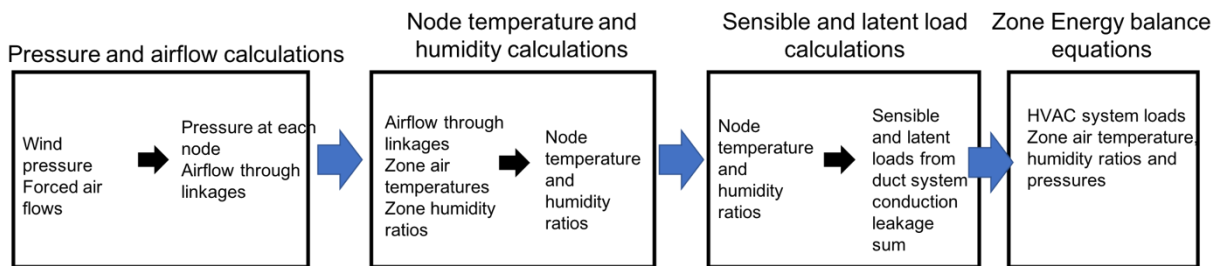 Pressure and airflow calculations
Wind
pressure
Forced air
flows
Pressure at each
node
Airflow through
linkages
Node temperature and
humidity calculations
Airflow through
linkages
Zone air
temperatures
Zone humidity
ratios
Node
temperature
and
humidity
ratios
Sensible and latent load
calculations
Node
temperature
and
humidity
ratios
Sensible
and latent
loads from
duct system
conduction
leakage
sum
Zone Energy balance
equations
HVAC system loads
Zone air temperature,
humidity ratios and
pressures